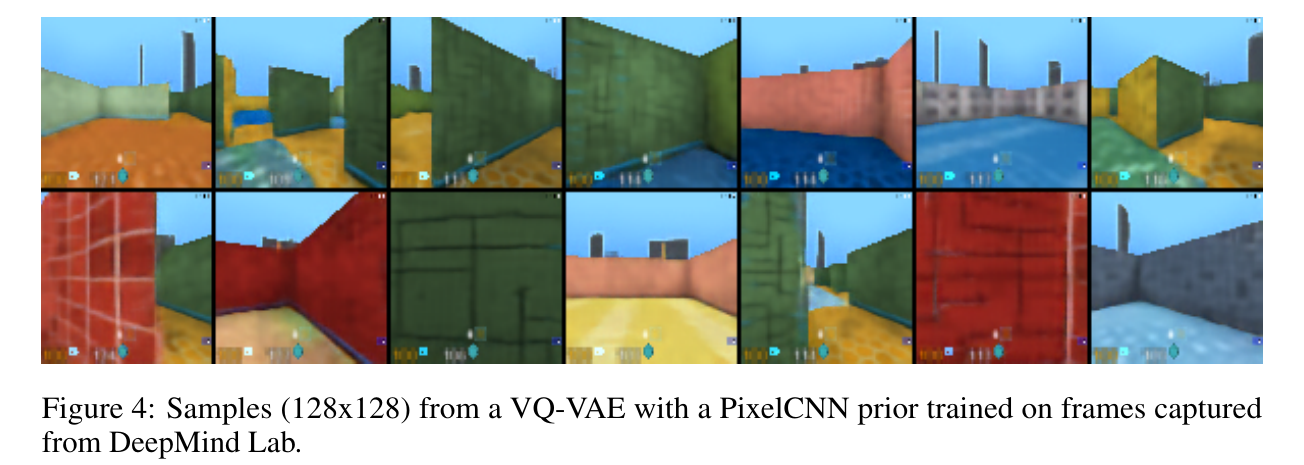 Figure 4: Samples (128x128) from a VQ-VAE with a PixelCNN prior trained on frames captured
from DeepMind Lab.